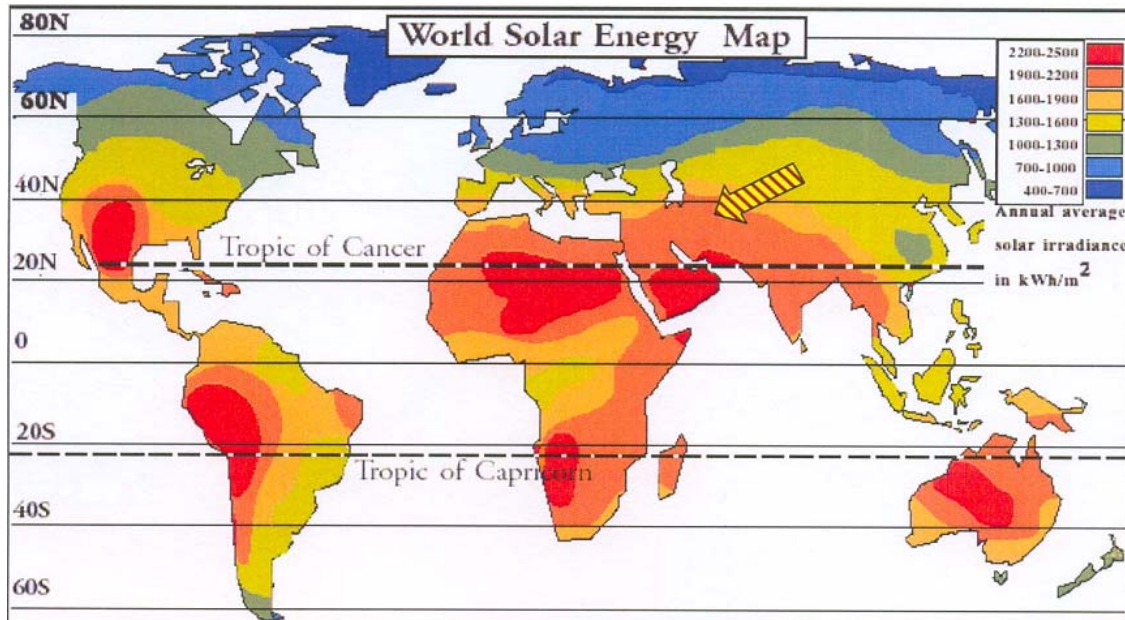 World Solar Energy Map
80N
60N
40N
20N
0
20S
40S
60S
Tropic of Cancer
Tropic of Capricorn
2200-2500
1900-2200
1600-1900
1300-1600
1000-1300
700-1000
400-700
Annual average
solar irradiance
in kWh/m²